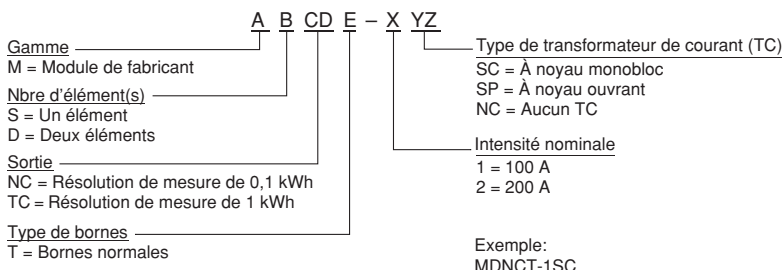 A B CD E – X YZ
Gamme
M = Module de fabricant
Nbre d'élément(s)
S = Un élément
D = Deux éléments
Sortie
NC = Résolution de mesure de 0,1 kWh
TC = Résolution de mesure de 1 kWh
Type de bornes
T = Bornes normales
Type de transformateur de courant (TC)
SC = À noyau monobloc
SP = À noyau ouvrant
NC = Aucun TC
Intensité nominale
1 = 100 A
2 = 200 A
Exemple:
MDNCT-1SC